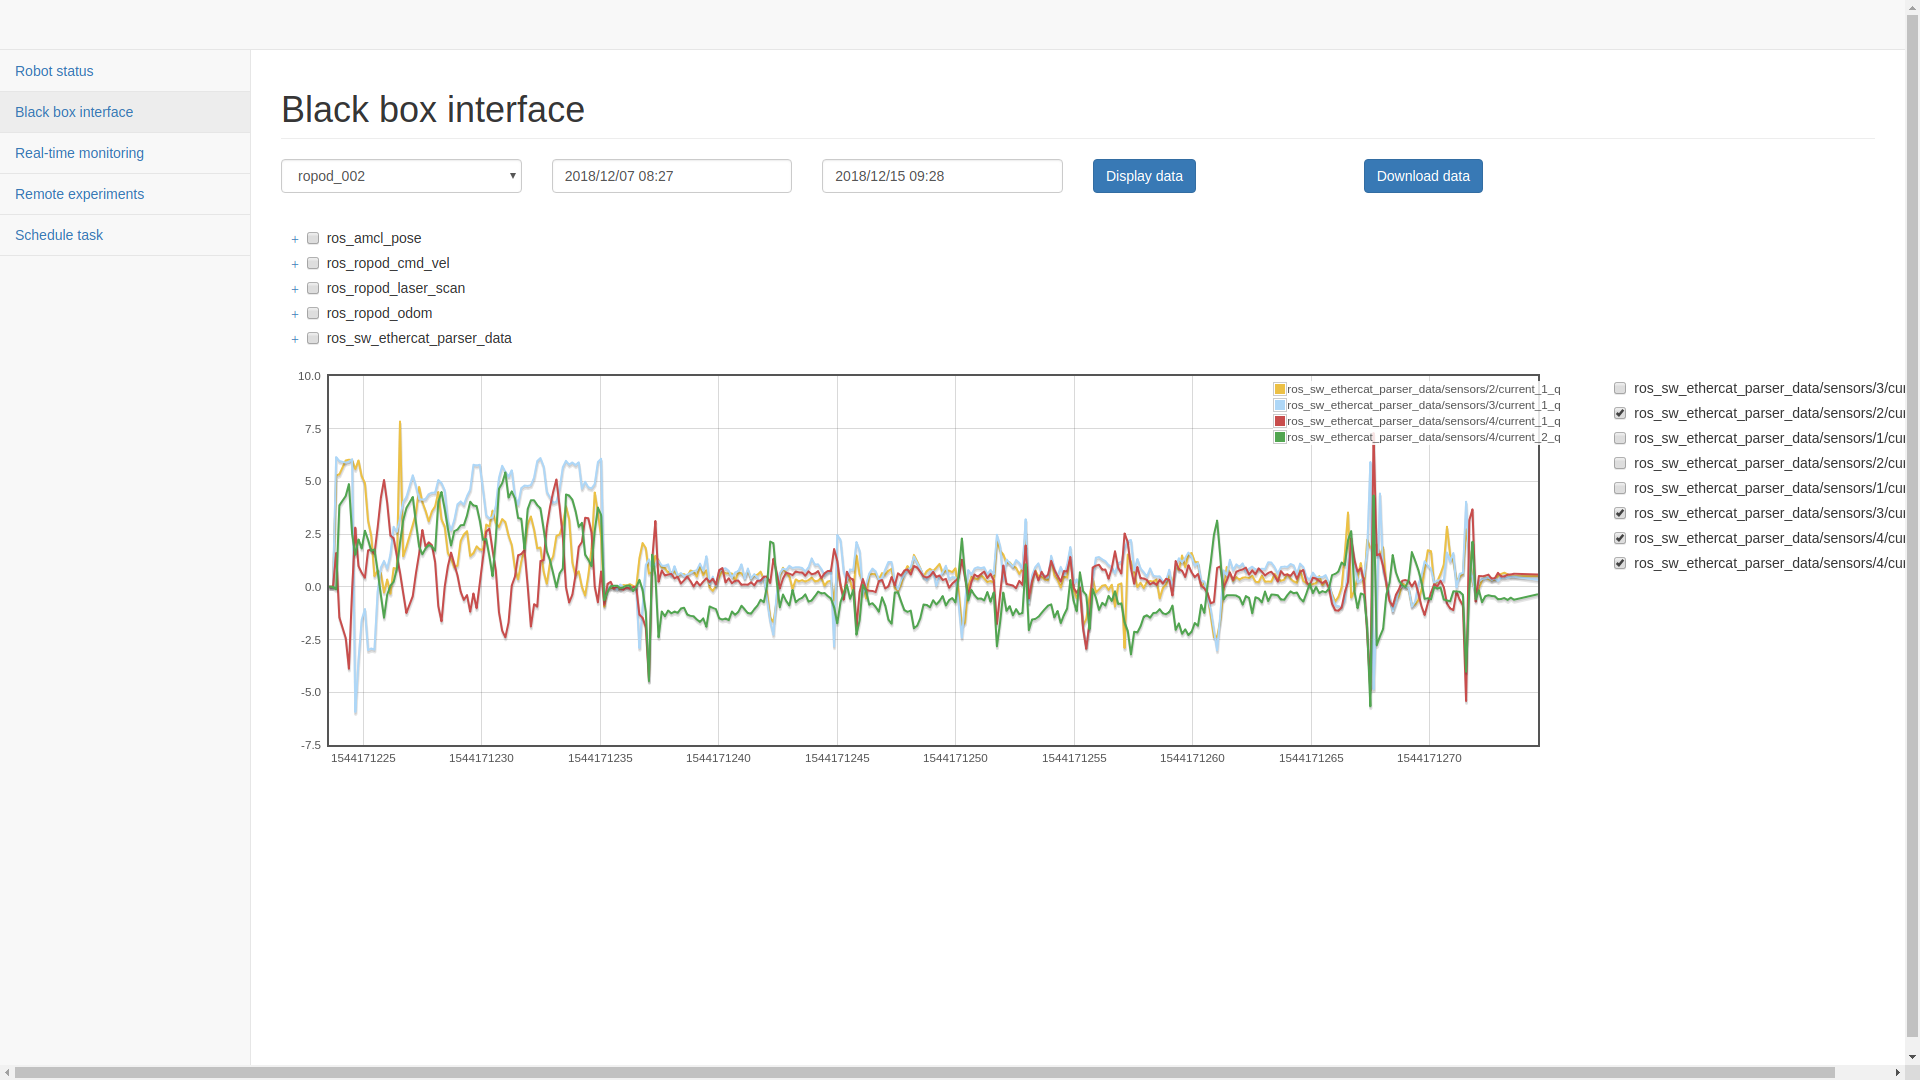 Robot status
Black box interface
Real-time monitoring
Remote experiments
Schedule task
Black box interface
ropod_002
2018/12/07 08:27
2018/12/15 09:28
Display data
Download data
+ ros_amcl_pose
+ ros_ropod_cmd_vel
+ ros_ropod_laser_scan
+ ros_ropod_odom
+ ros_sw_ethercat_parser_data
10.0
7.5
5.0
2.5
0.0
-2.5
-5.0
-7.5
1544171225 1544171230 1544171235 1544171240 1544171245 1544171250 1544171255 1544171260 1544171265 1544171270
ros_sw_ethercat_parser_data/sensors/2/current_1_q
ros_sw_ethercat_parser_data/sensors/3/current_1_q
ros_sw_ethercat_parser_data/sensors/4/current_1_q
ros_sw_ethercat_parser_data/sensors/4/current_2_q
ros_sw_ethercat_parser_data/sensors/3/cur
ros_sw_ethercat_parser_data/sensors/2/cur
ros_sw_ethercat_parser_data/sensors/1/cur
ros_sw_ethercat_parser_data/sensors/2/cur
ros_sw_ethercat_parser_data/sensors/1/cur
ros_sw_ethercat_parser_data/sensors/3/cur
ros_sw_ethercat_parser_data/sensors/4/cur
ros_sw_ethercat_parser_data/sensors/4/cur